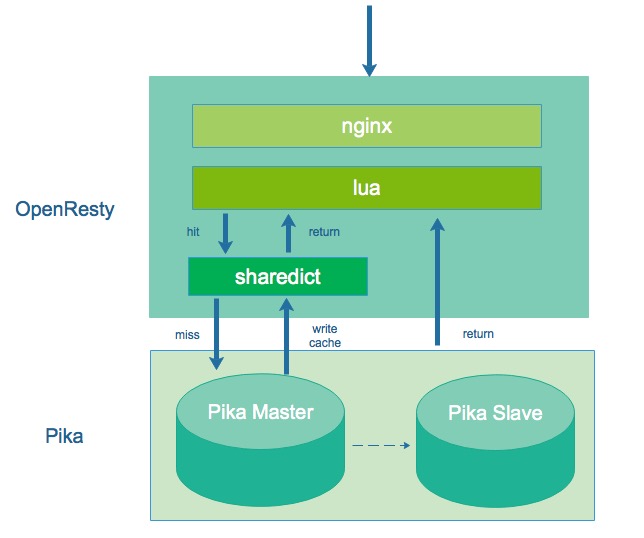 nginx
lua
OpenResty
hit
return
sharedict
miss
write
cache
return
Pika Master
Pika Slave
Pika